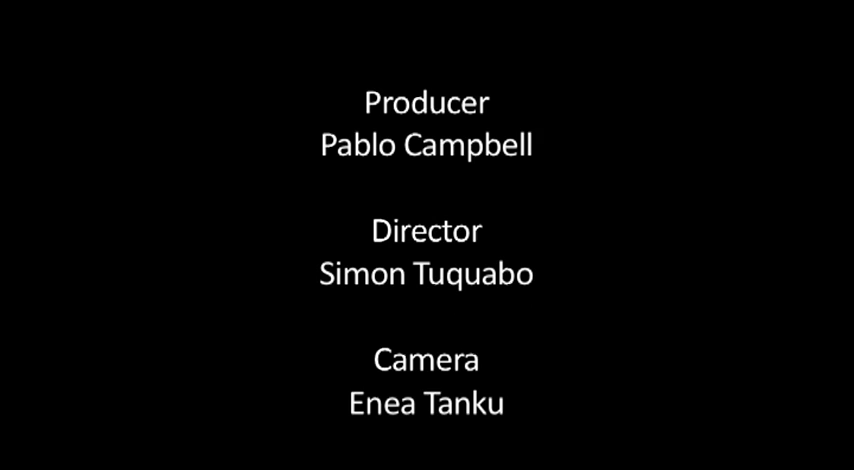 Producer
Pablo Campbell
Director
Simon Tuquabo
Camera
Enea Tanku